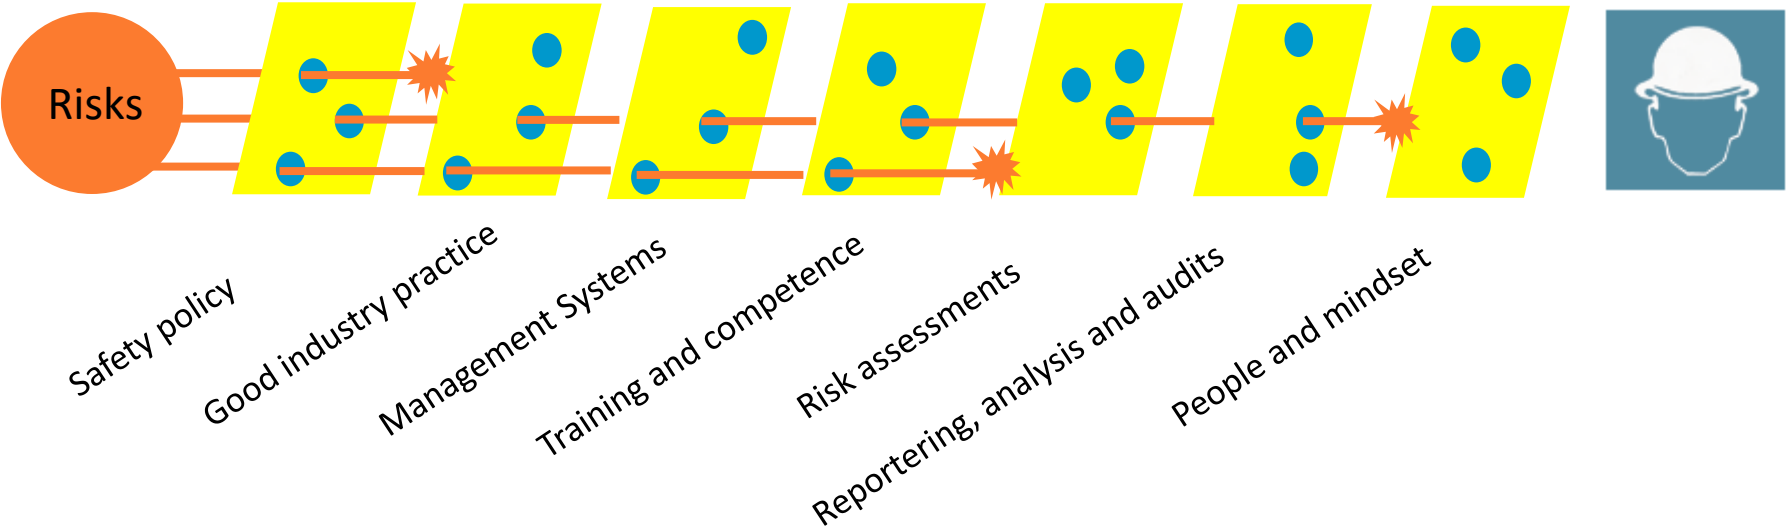 Risks
Safety policy
Good industry practice
Management Systems
Training and competence
Risk assessments
Reportering, analysis and audits
People and mindset